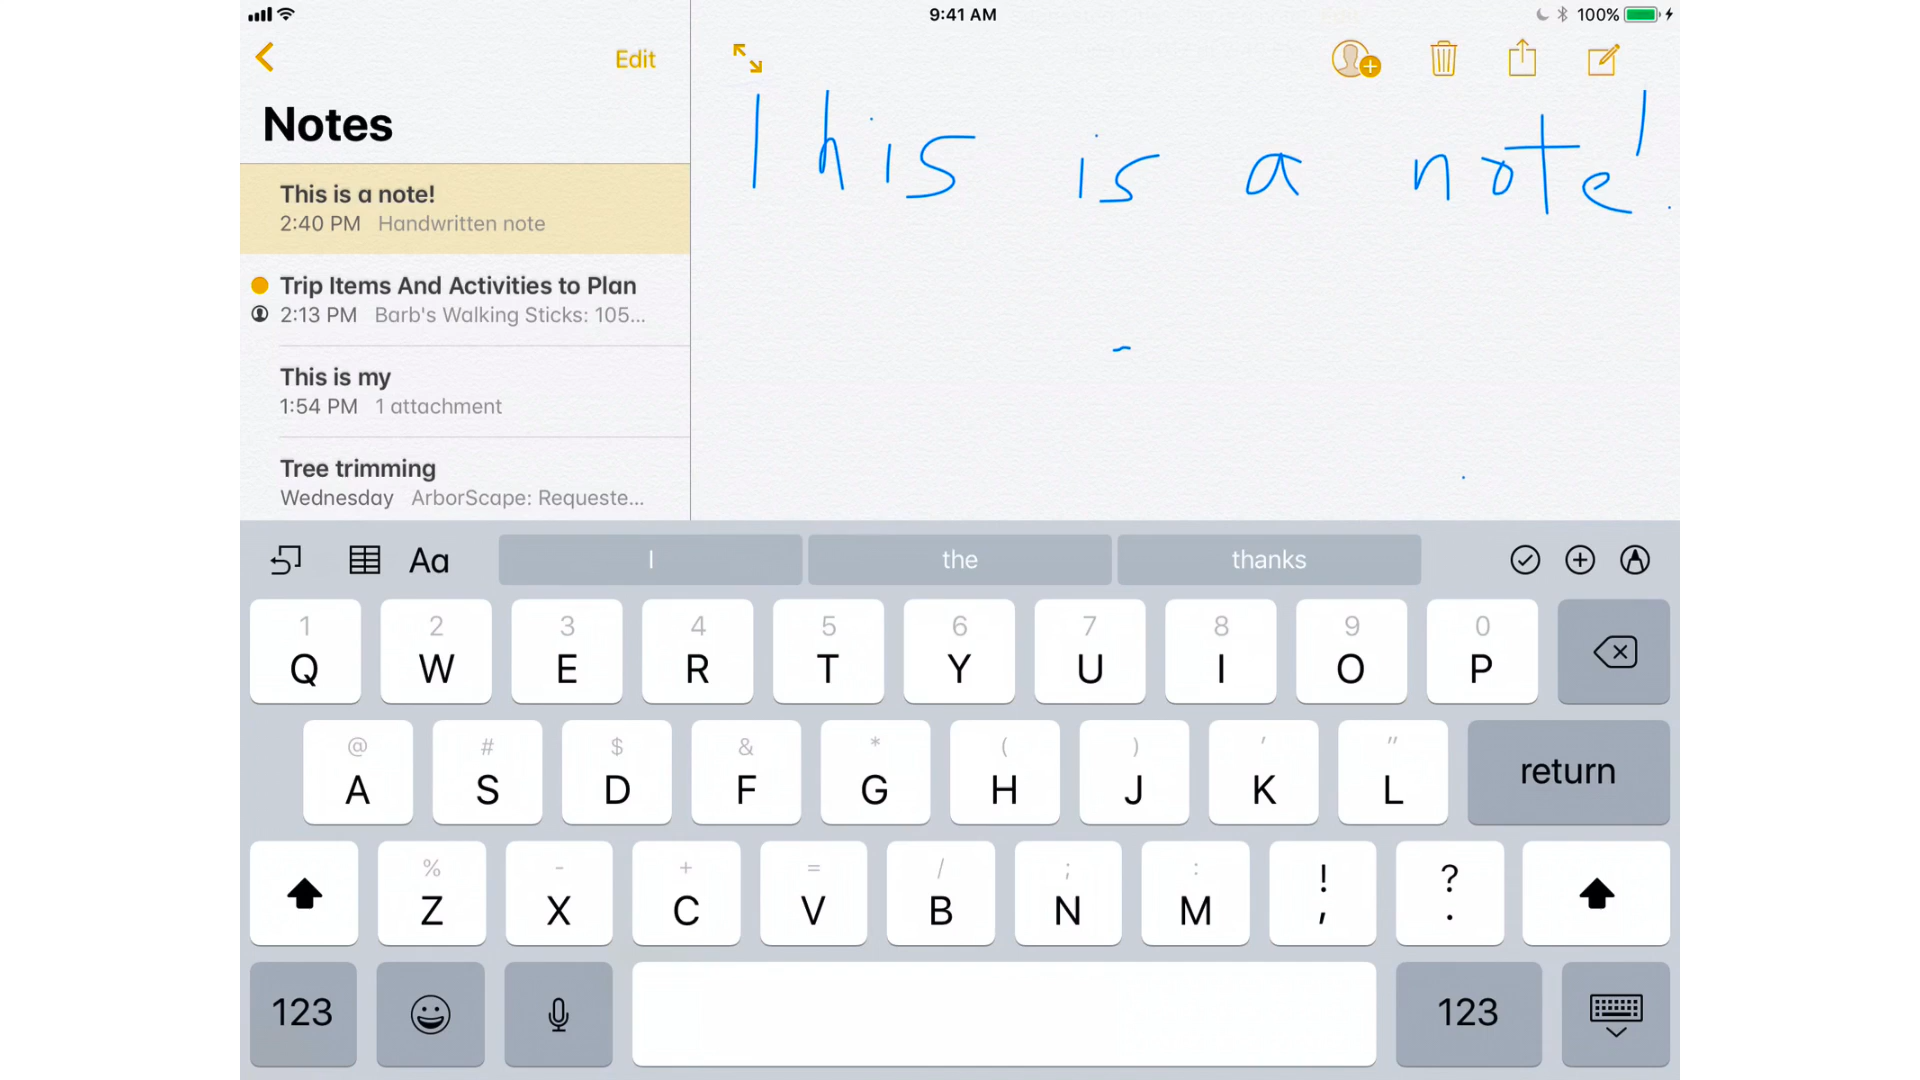 9:41 AM
100%
Edit
Notes
This is a note!
2:40 PM Handwritten note
Trip Items And Activities to Plan
2:13 PM Barb's Walking Sticks: 105...
This is my
1:54 PM 1 attachment
Tree trimming
Wednesday ArborScape: Requeste...
This is a note!
Aa
I
the
thanks
1 2 3 4 5 6 7 8 9 0
Q W E R T Y U I O P
@ # $ & * ( ) ' "
A S D F G H J K L return
% - + = / ; : ! ?
Z X C V B N M , .
123 123